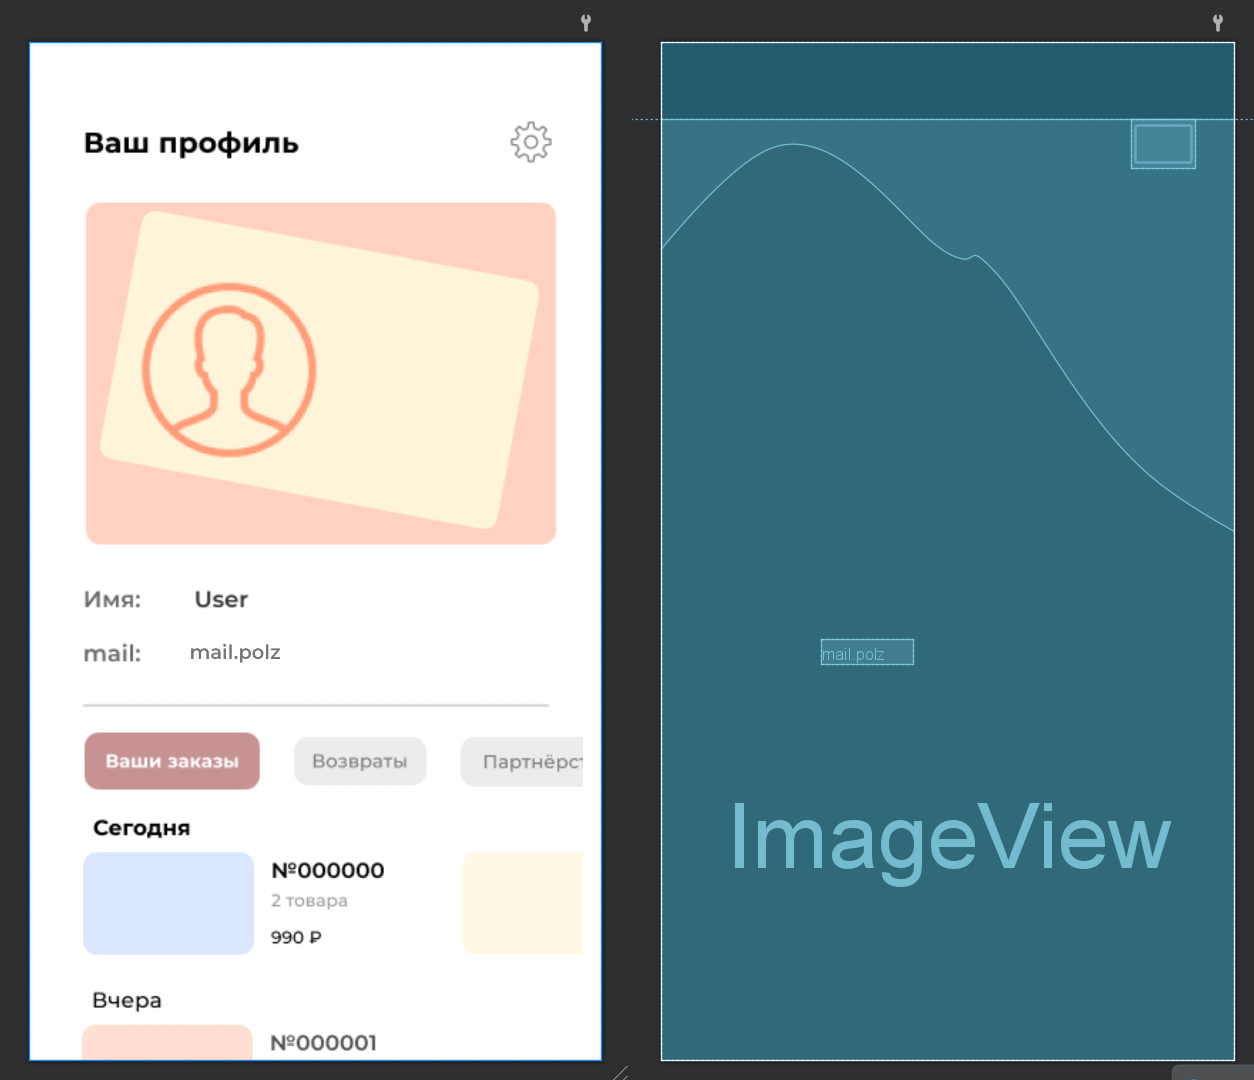 Ваш профиль
Имя: User
mail: mail.polz
Ваши заказы Возвраты Партнёрст
Сегодня
№000000
2 товара
990 ₽
Вчера
№000001
mail.polz
ImageView